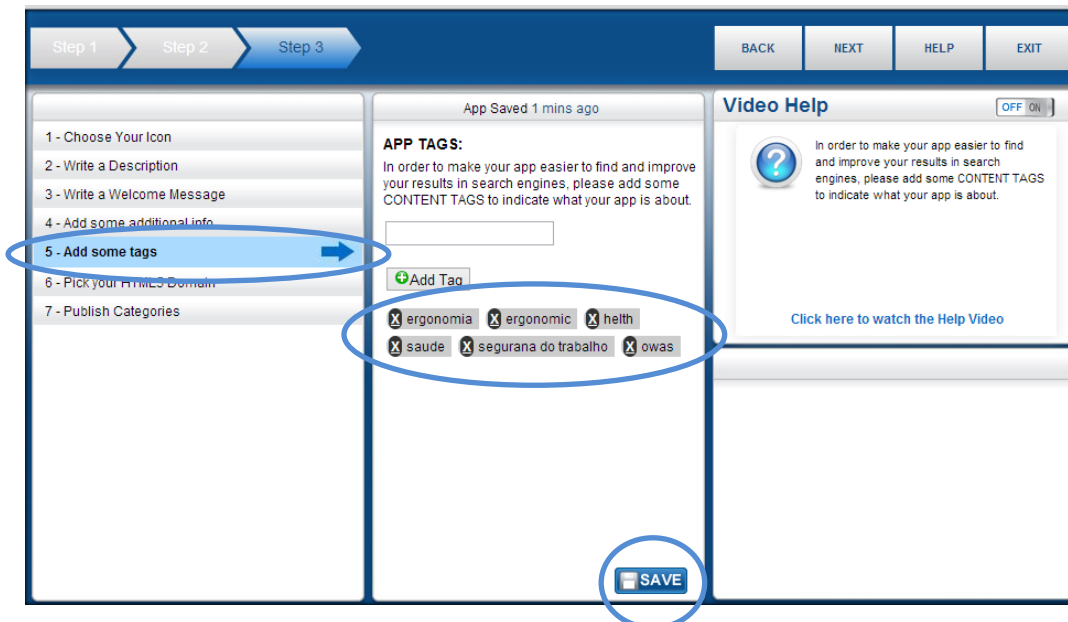 Step 1
Step 2
Step 3
BACK
NEXT
HELP
EXIT
1 - Choose Your Icon
2 - Write a Description
3 - Write a Welcome Message
4 - Add some additional info
5 - Add some tags
6 - Pick your HTML5 Domain
7 - Publish Categories
App Saved 1 mins ago
APP TAGS:
In order to make your app easier to find and improve
your results in search engines, please add some
CONTENT TAGS to indicate what your app is about.
Add Tag
X ergonomia X ergonomic X helth
X saude X segurana do trabalho X owas
SAVE
Video Help
OFF ON
In order to make your app easier to find
and improve your results in search
engines, please add some CONTENT TAGS
to indicate what your app is about.
Click here to watch the Help Video